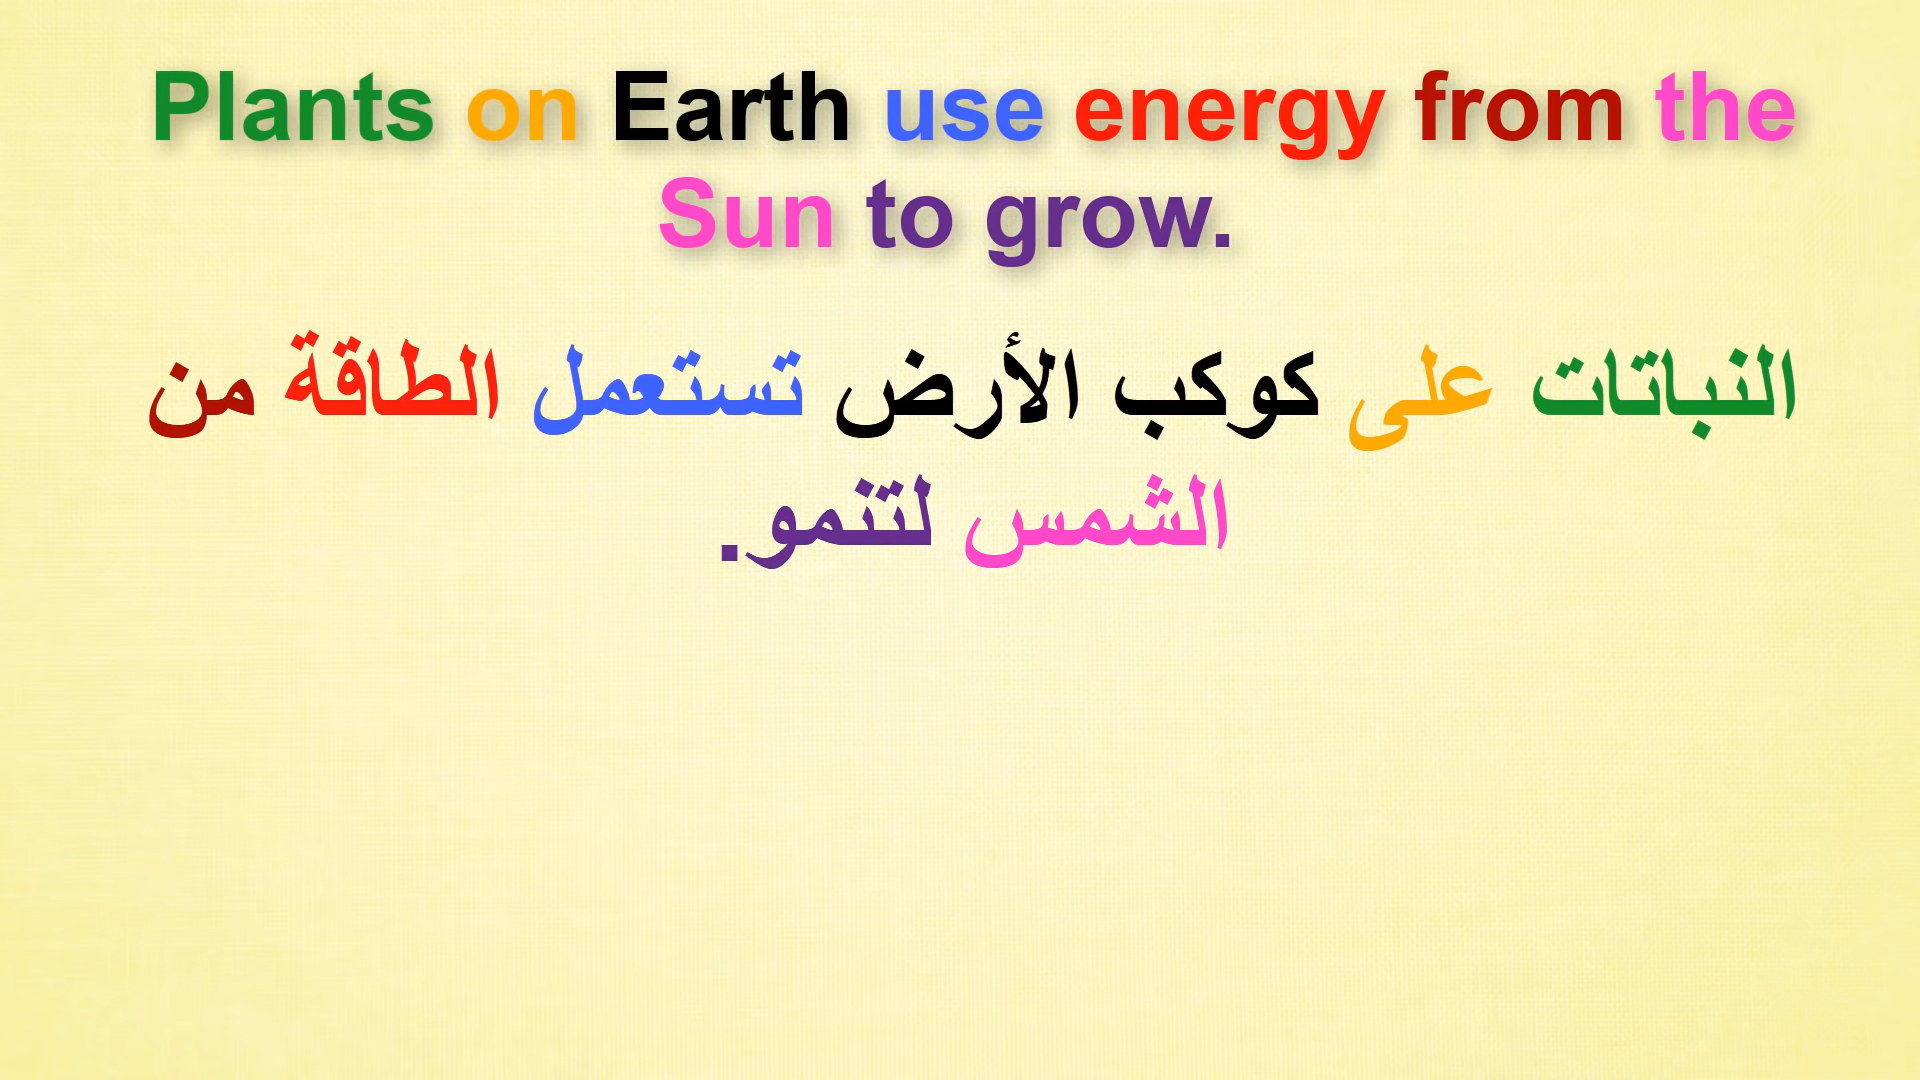 Plants on Earth use energy from the
Sun to grow.
النباتات على كوكب الأرض تستعمل الطاقة من
الشمس لتنمو.